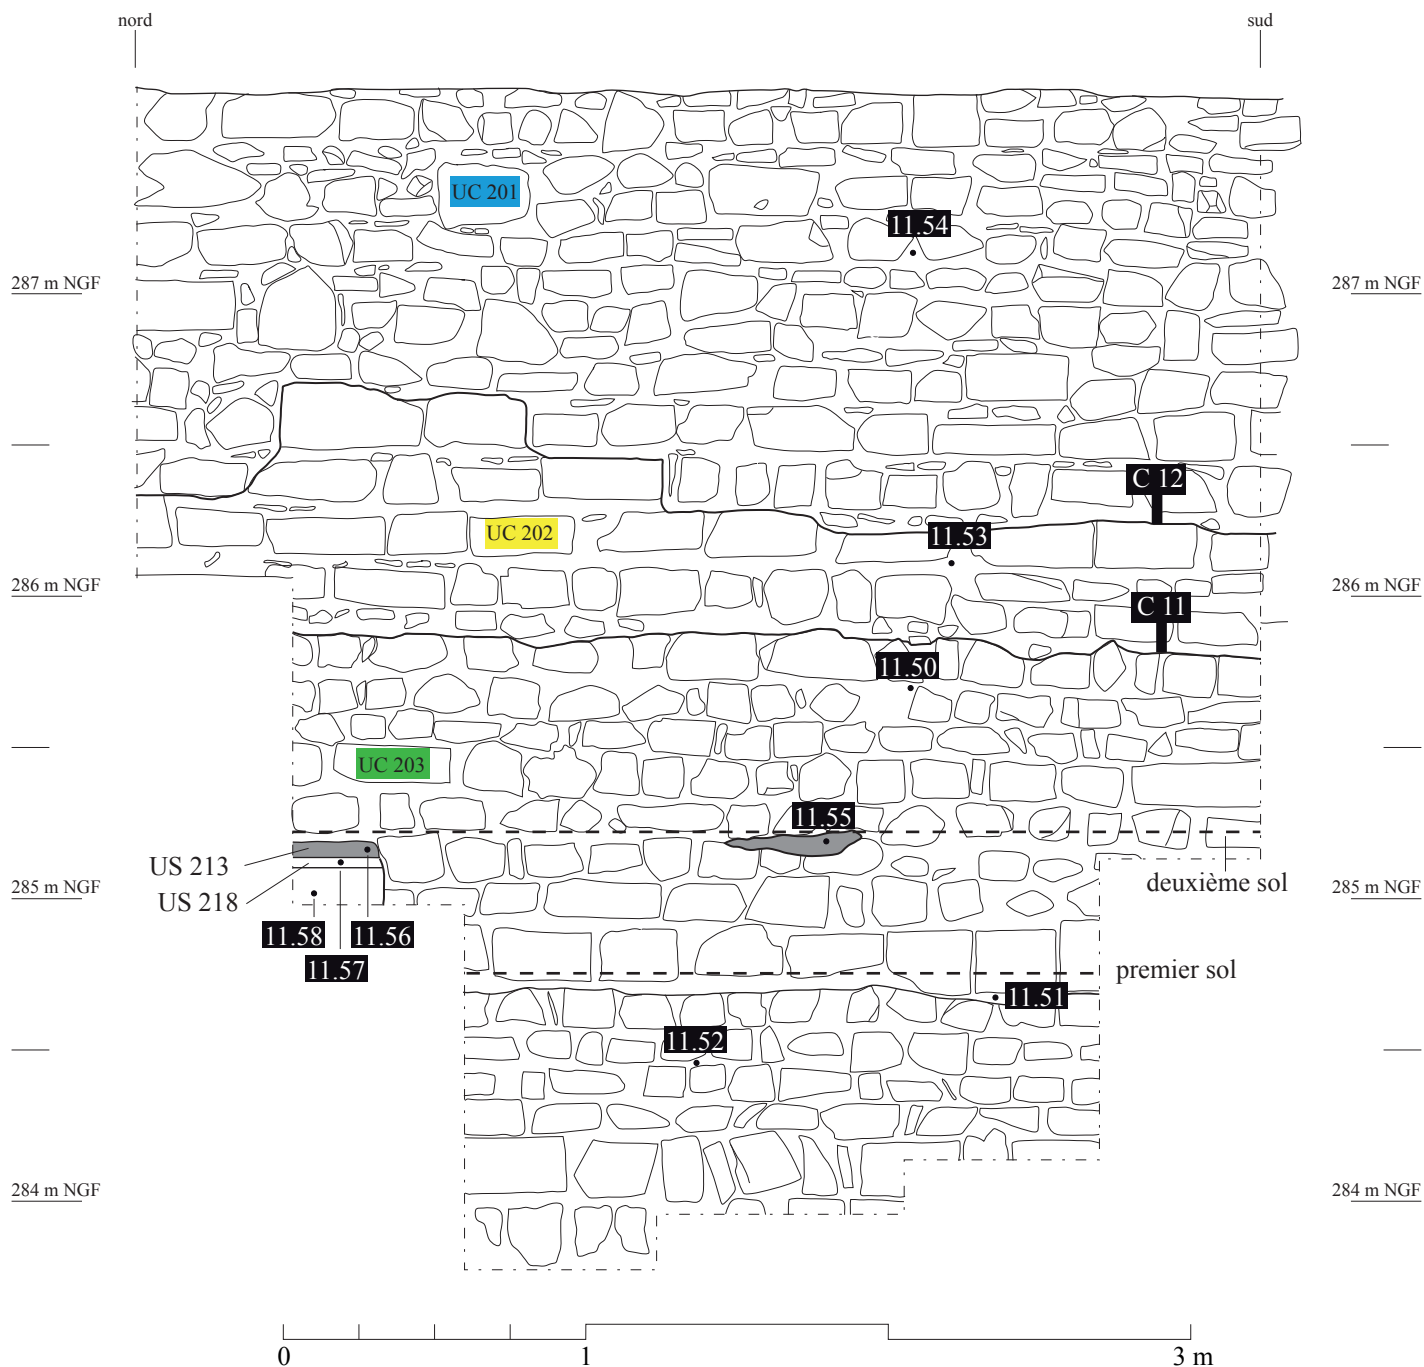 nord
sud
UC 201
11.54
287 m NGF
287 m NGF
C 12
UC 202
11.53
286 m NGF
286 m NGF
C 11
11.50
UC 203
11.55
US 213
deuxième sol
285 m NGF
285 m NGF
US 218
11.58
11.56
11.57
premier sol
11.51
11.52
284 m NGF
284 m NGF
0
1
3 m